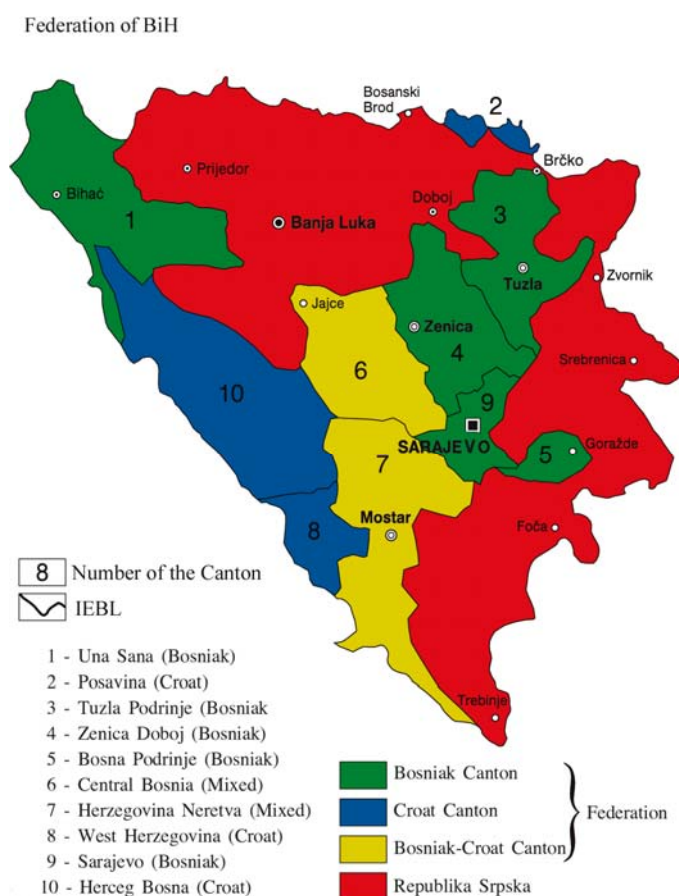 Federation of BiH
Bosanski
Brod
2
Brčko
Prijedor
Bihać
1
Banja Luka
Doboj
3
Tuzla
Zvornik
Jajce
Zenica
4
Srebrenica
6
10
9
SARAJEVO
5
Goražde
7
Mostar
8
Foča
Trebinje
8 Number of the Canton
IEBL
1 - Una Sana (Bosniak)
2 - Posavina (Croat)
3 - Tuzla Podrinje (Bosniak
4 - Zenica Doboj (Bosniak)
5 - Bosna Podrinje (Bosniak)
6 - Central Bosnia (Mixed)
7 - Herzegovina Neretva (Mixed)
8 - West Herzegovina (Croat)
9 - Sarajevo (Bosniak)
10 - Herceg Bosna (Croat)
Bosniak Canton
Croat Canton
Bosniak-Croat Canton
Federation
Republika Srpska